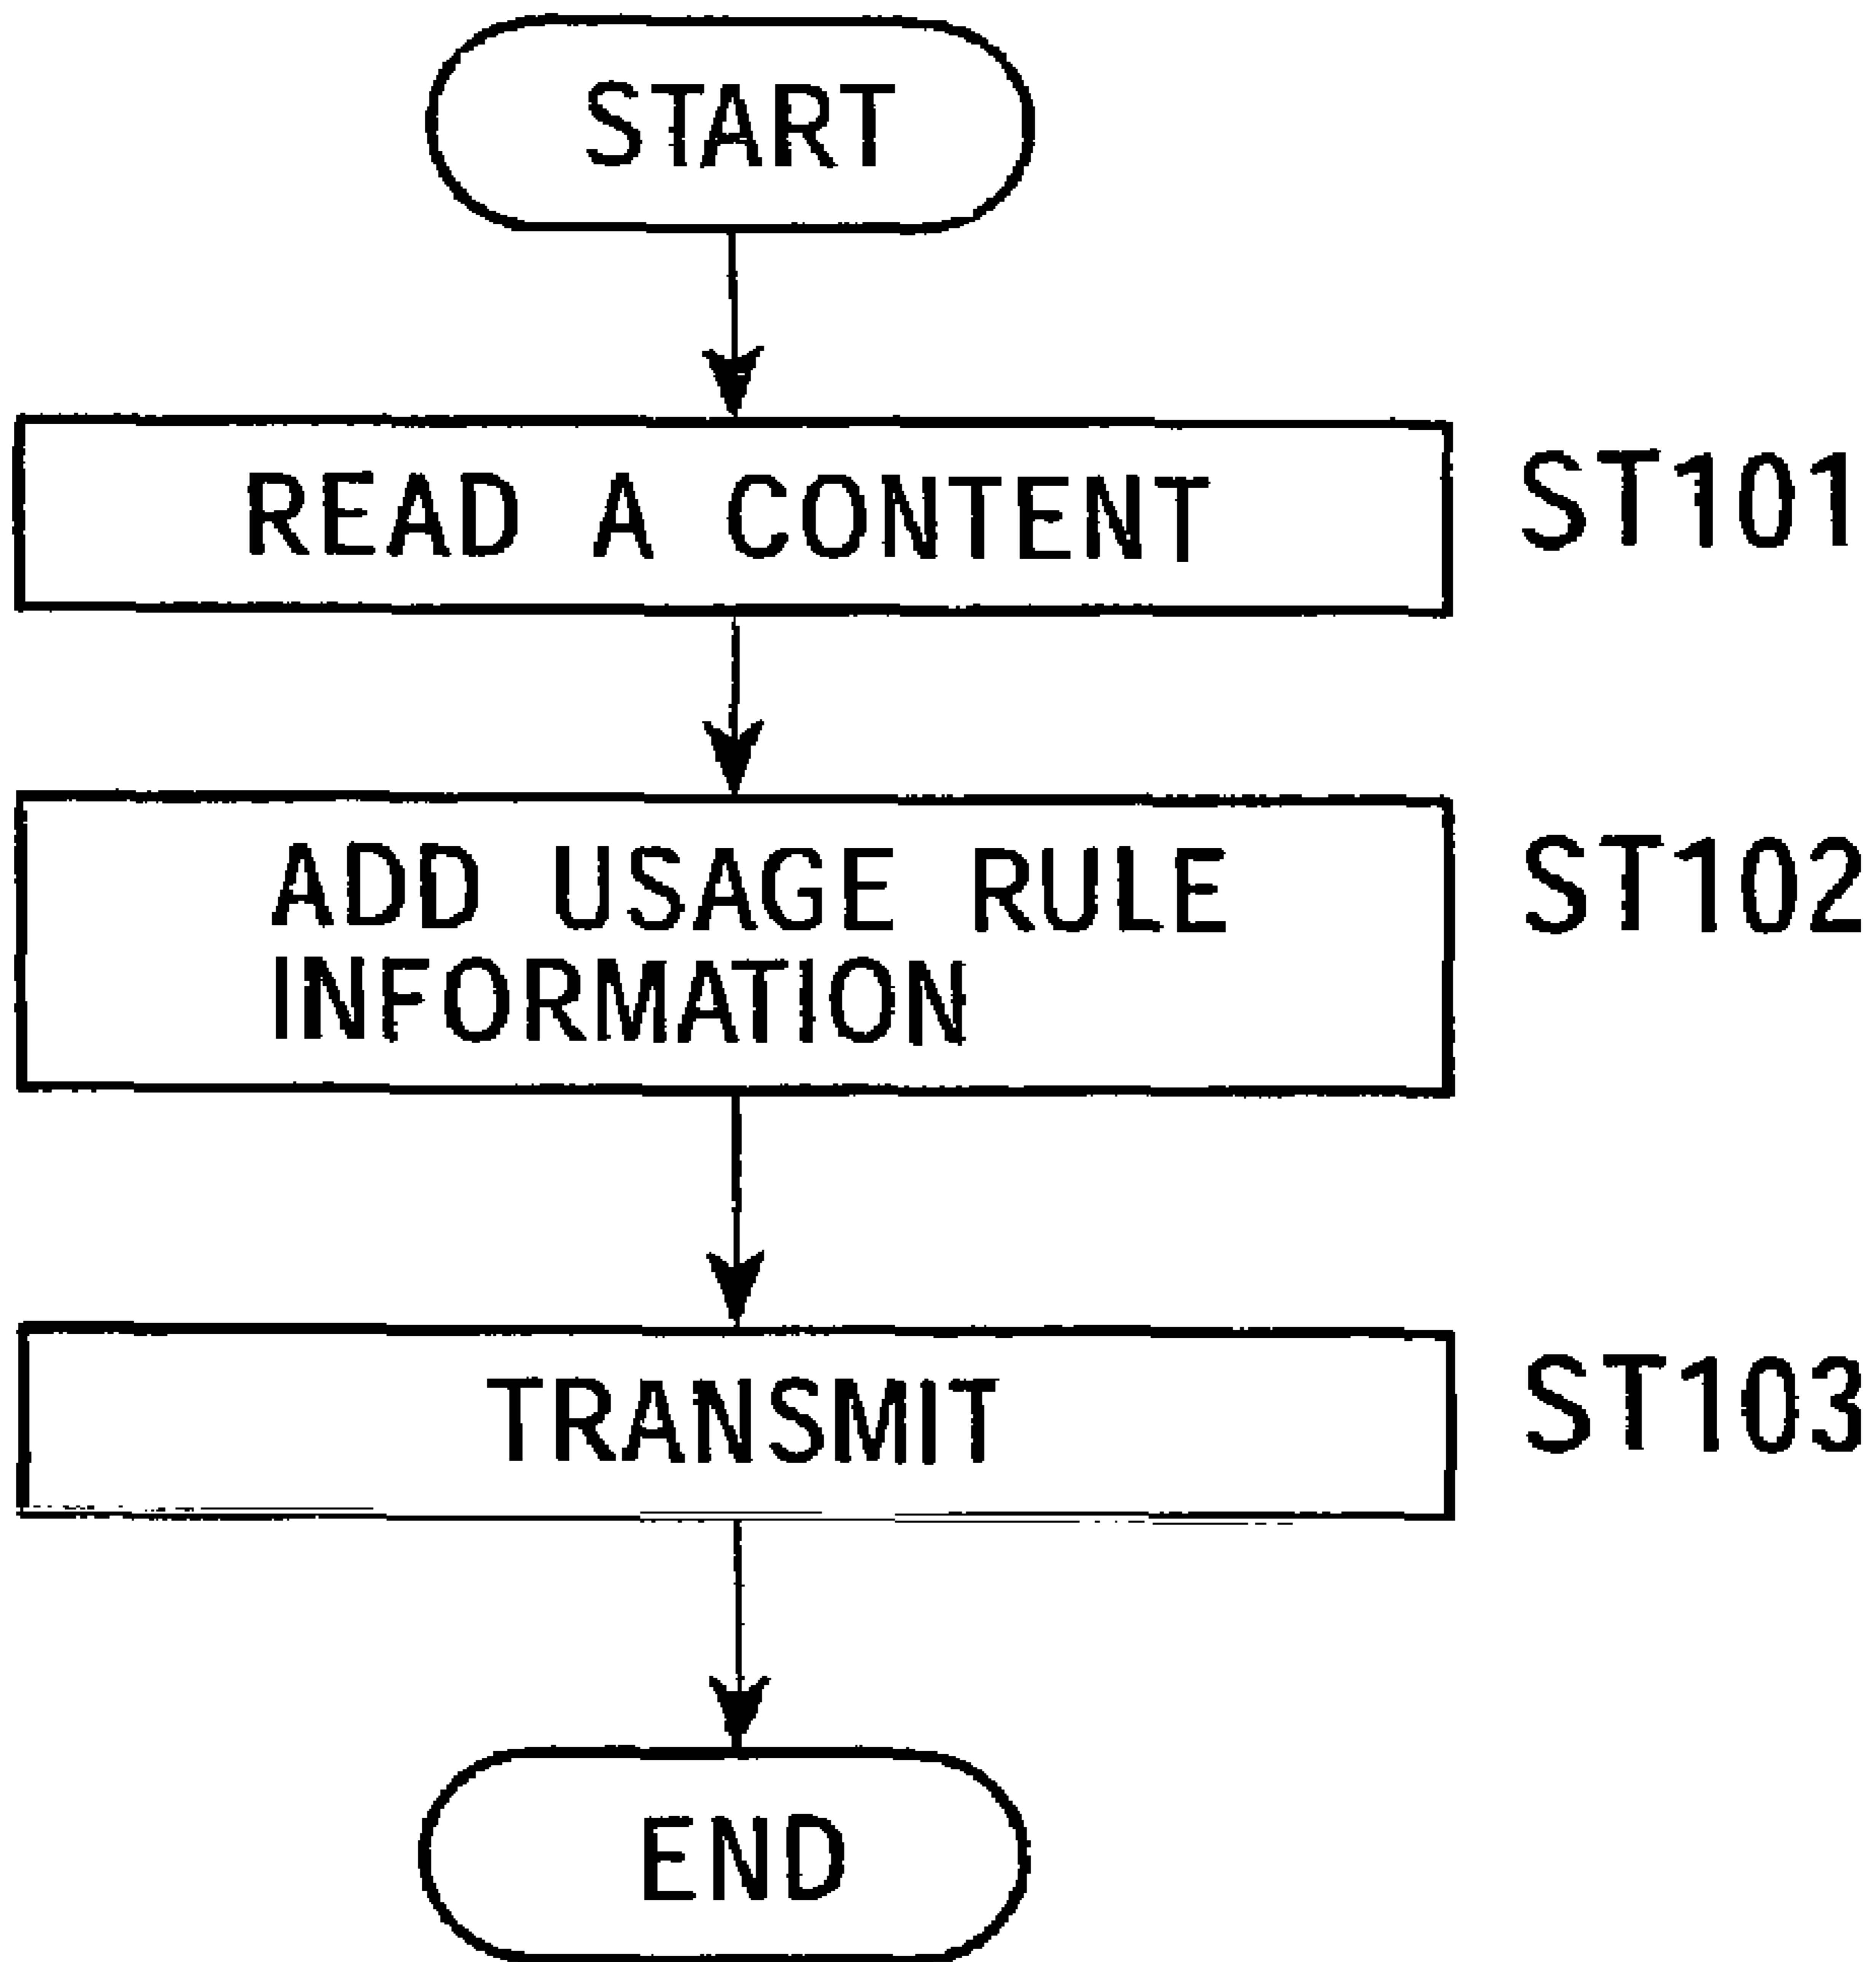 START
READ A CONTENT ST101
ADD USAGE RULE ST102
INFORMATION
TRANSMIT ST103
END